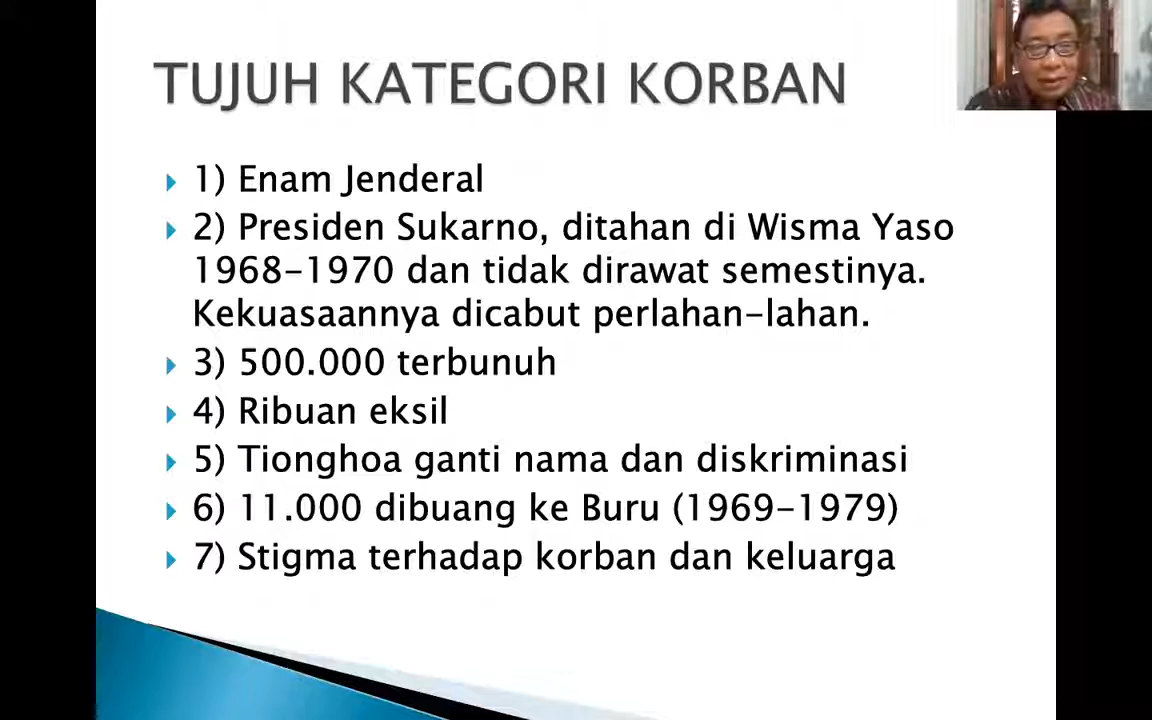 TUJUH KATEGORI KORBAN
1) Enam Jenderal
2) Presiden Sukarno, ditahan di Wisma Yaso
1968-1970 dan tidak dirawat semestinya.
Kekuasaannya dicabut perlahan-lahan.
3) 500.000 terbunuh
4) Ribuan eksil
5) Tionghoa ganti nama dan diskriminasi
6) 11.000 dibuang ke Buru (1969-1979)
7) Stigma terhadap korban dan keluarga